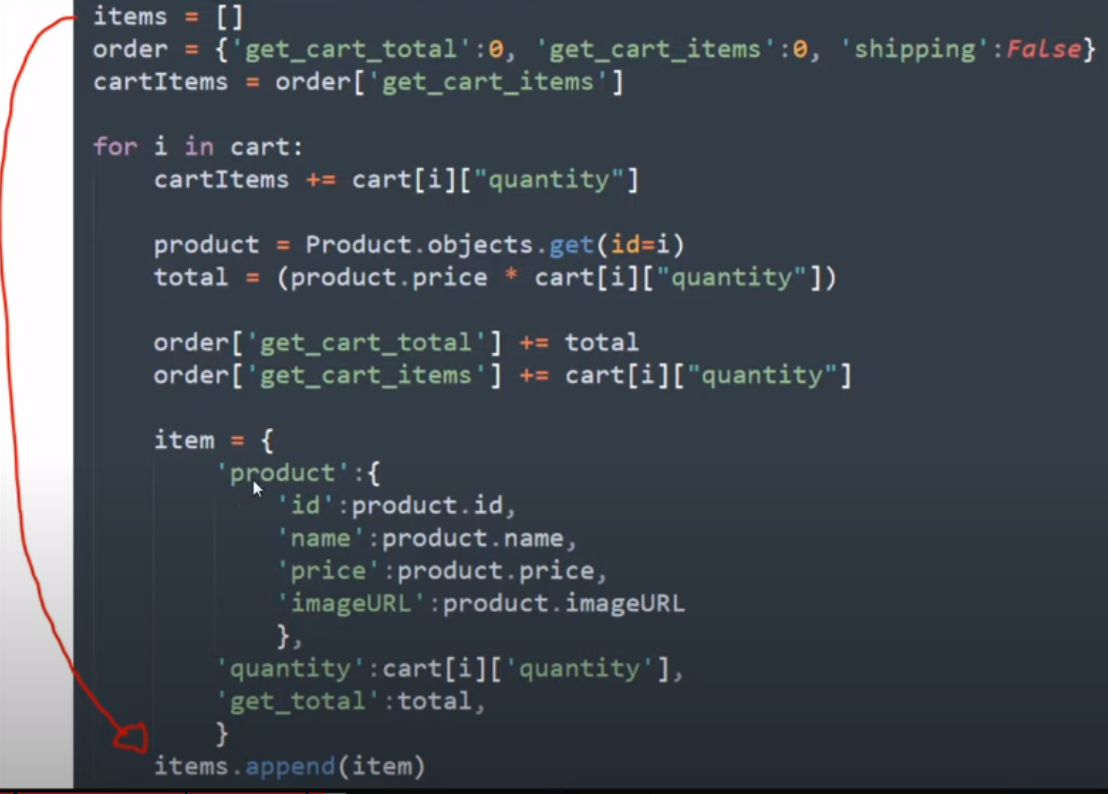 items = []
order = {'get_cart_total':0, 'get_cart_items':0, 'shipping':False}
cartItems = order['get_cart_items']
for i in cart:
    cartItems += cart[i]["quantity"]
    product = Product.objects.get(id=i)
    total = (product.price * cart[i]["quantity"])
    order['get_cart_total'] += total
    order['get_cart_items'] += cart[i]["quantity"]
    item = {
        'product':{
            'id':product.id,
            'name':product.name,
            'price':product.price,
            'imageURL':product.imageURL
            },
        'quantity':cart[i]['quantity'],
        'get_total':total,
        }
    items.append(item)